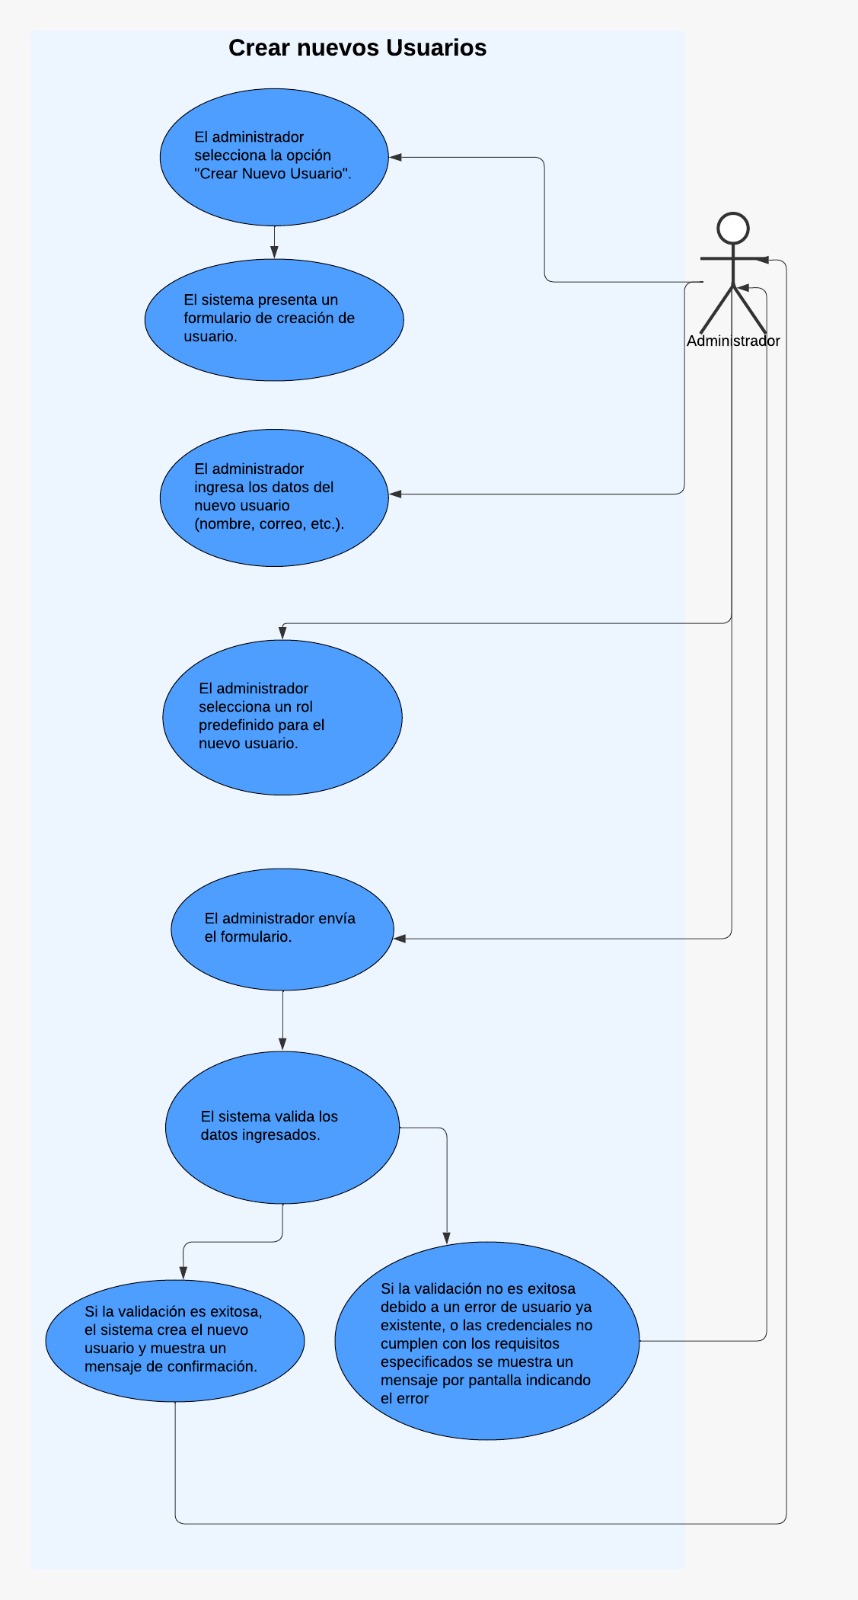 Crear nuevos Usuarios
El administrador
selecciona la opción
"Crear Nuevo Usuario".
El sistema presenta un
formulario de creación de
usuario.
Administrador
El administrador
ingresa los datos del
nuevo usuario
(nombre, correo, etc.).
El administrador
selecciona un rol
predefinido para el
nuevo usuario.
El administrador envía
el formulario.
El sistema valida los
datos ingresados.
Si la validación es exitosa,
el sistema crea el nuevo
usuario y muestra un
mensaje de confirmación.
Si la validación no es exitosa
debido a un error de usuario ya
existente, o las credenciales no
cumplen con los requisitos
especificados se muestra un
mensaje por pantalla indicando
el error